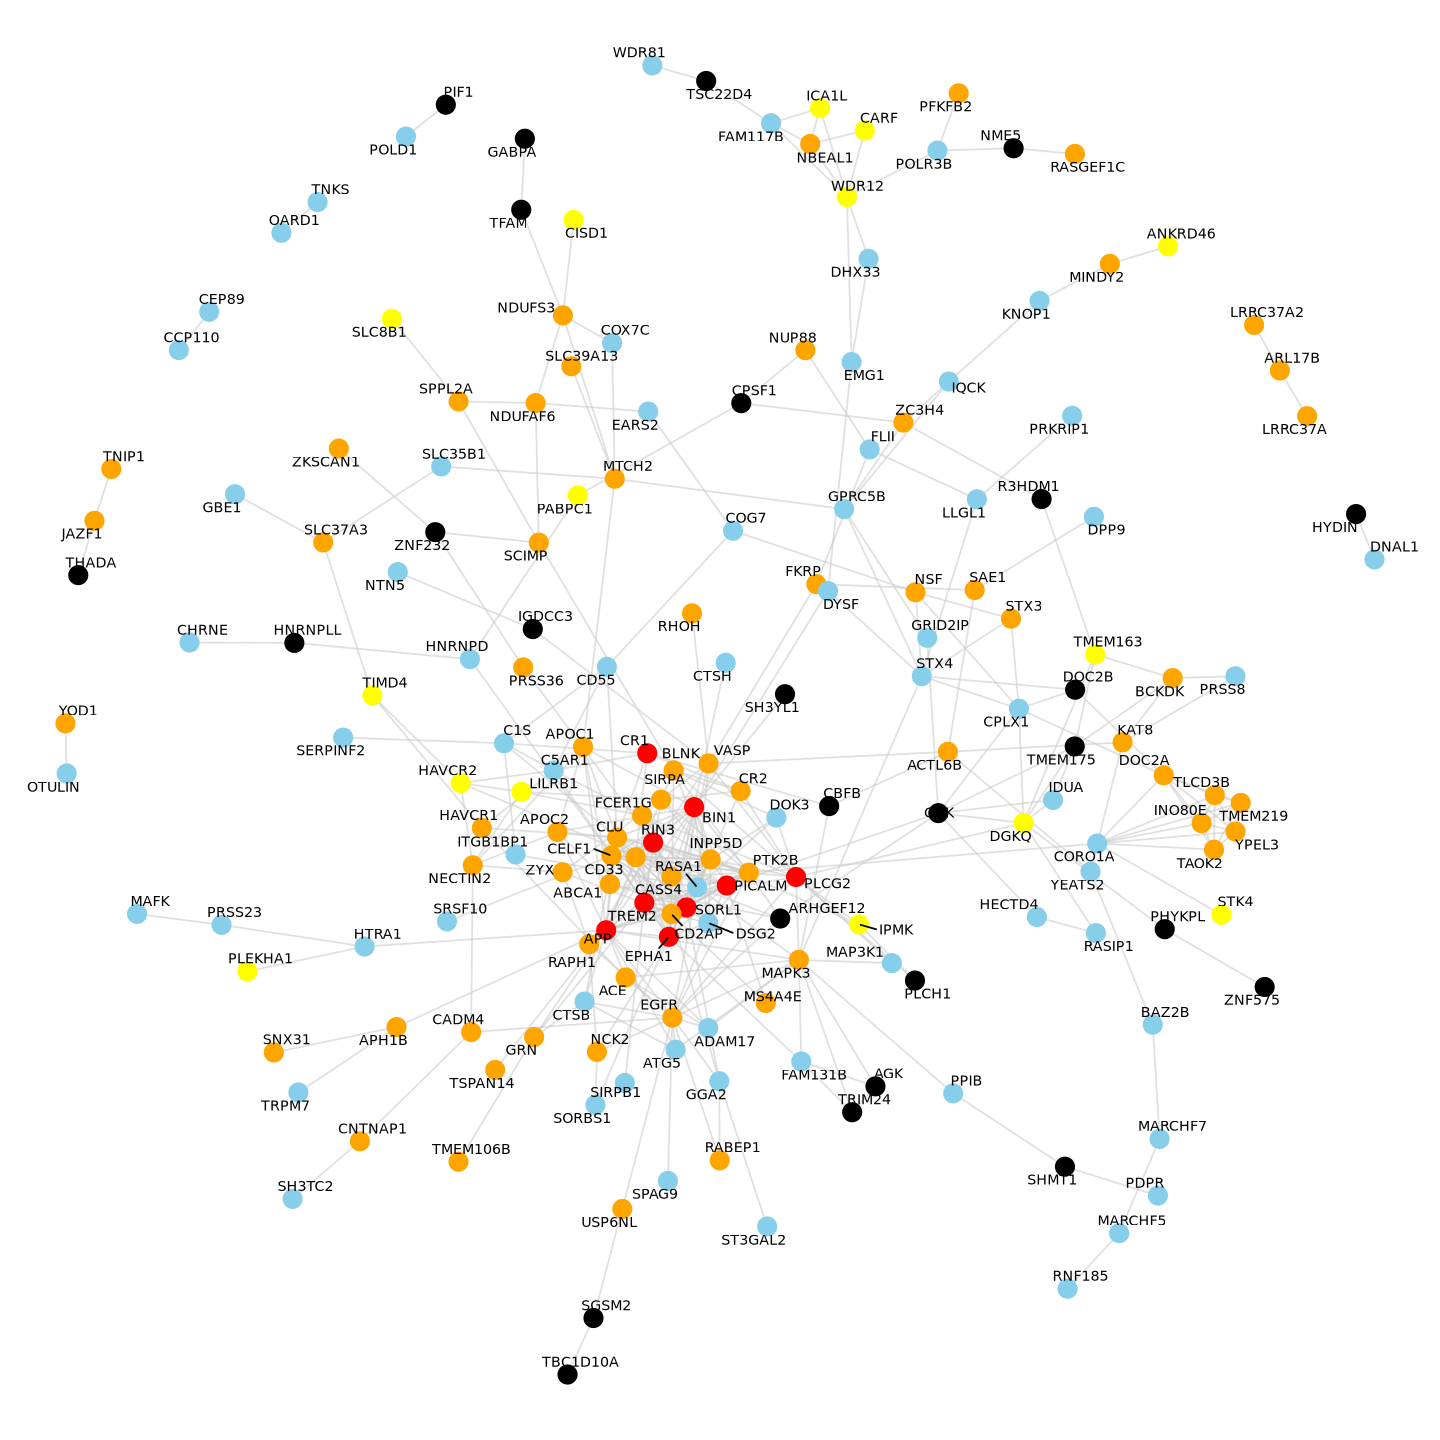 WDR81
TSC22D4
PIF1
POLD1
ICA1L
PFKFB2
CARF
FAM117B
NBEAL1
NME5
POLR3B
RASGEF1C
GABPA
WDR12
TNKS
OARD1
TFAM
CISD1
ANKRD46
DHX33
MINDY2
KNOP1
CEP89
CCP110
NDUFS3
SLC8B1
COX7C
SLC39A13
NUP88
EMG1
LRRC37A2
ARL17B
LRRC37A
SPPL2A
NDUFAF6
EARS2
CPSF1
IQCK
ZC3H4
PRKRIP1
FLII
TNIP1
ZKSCAN1
SLC35B1
MTCH2
R3HDM1
GBE1
PABPC1
GPRC5B
LLGL1
JAZF1
SLC37A3
ZNF232
SCIMP
COG7
DPP9
HYDIN
DNAL1
THADA
NTN5
FKRP
DYSF
NSF
SAE1
STX3
IGDCC3
RHOH
GRID2IP
CHRNE
HNRNPLL
HNRNPD
TMEM163
PRSS36
CD55
CTSH
STX4
DOC2B
BCKDK
PRSS8
TIMD4
SH3YL1
YOD1
CPLX1
KAT8
SERPINF2
C1S
APOC1
CR1
BLNK
VASP
TMEM175
DOC2A
OTULIN
HAVCR2
C5AR1
LILRB1
SIRPA
CR2
ACTL6B
IDUA
TLCD3B
FCER1G
DOK3
CBFB
INO80E
TMEM219
HAVCR1
APOC2
CLU
RIN3
BIN1
DGKQ
ITGB1BP1
CELF1
INPP5D
YPEL3
CORO1A
TAOK2
NECTIN2
ZYX
CD33
RASA1
PTK2B
PLCG2
YEATS2
ABCA1
CASS4
PICALM
MAFK
PRSS23
SRSF10
TREM2
SORL1
ARHGEF12
HECTD4
STK4
PHYKPL
HTRA1
APP
CD2AP
DSG2
IPMK
RASIP1
PLEKHA1
RAPH1
EPHA1
MAP3K1
MAPK3
PLCH1
ACE
MS4A4E
ZNF575
CTSB
EGFR
BAZ2B
SNX31
APH1B
CADM4
GRN
NCK2
ATG5
ADAM17
FAM131B
AGK
PPIB
TSPAN14
SIRPB1
GGA2
TRIM24
TRPM7
SORBS1
CNTNAP1
TMEM106B
RABEP1
MARCHF7
SH3TC2
SPAG9
SHMT1
PDPR
USP6NL
ST3GAL2
MARCHF5
RNF185
SGSM2
TBC1D10A